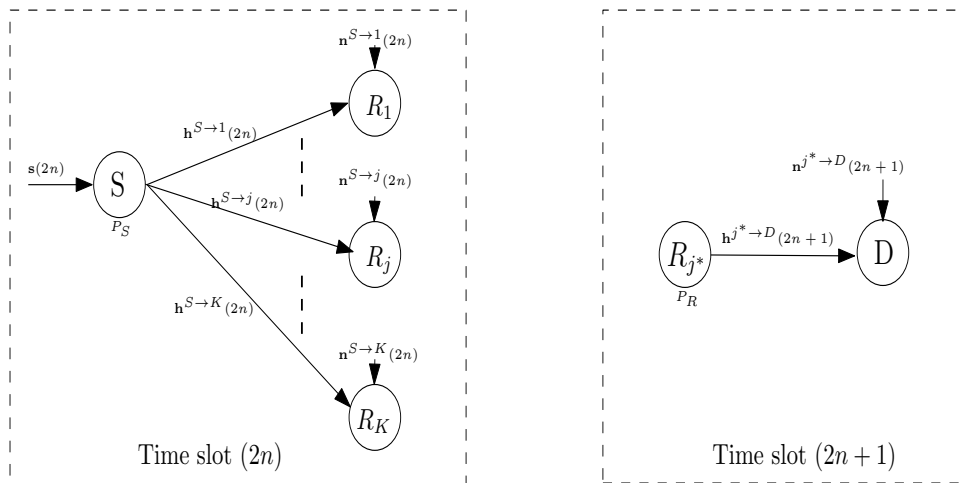 𝐧^{S→1}(2n)
R_1
𝐡^{S→1}(2n)
𝐬(2n)
S
P_S
𝐧^{S→j}(2n)
𝐡^{S→j}(2n)
R_j
𝐡^{S→K}(2n)
𝐧^{S→K}(2n)
R_K
Time slot (2n)
𝐧^{j*→D}(2n + 1)
R_{j*}
𝐡^{j*→D}(2n + 1)
D
P_R
Time slot (2n + 1)